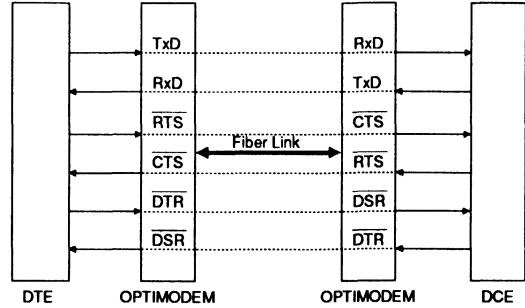 TxD RxD
RxD TxD
RTS CTS
Fiber Link
CTS RTS
DTR DSR
DSR DTR
DTE OPTIMODEM OPTIMODEM DCE